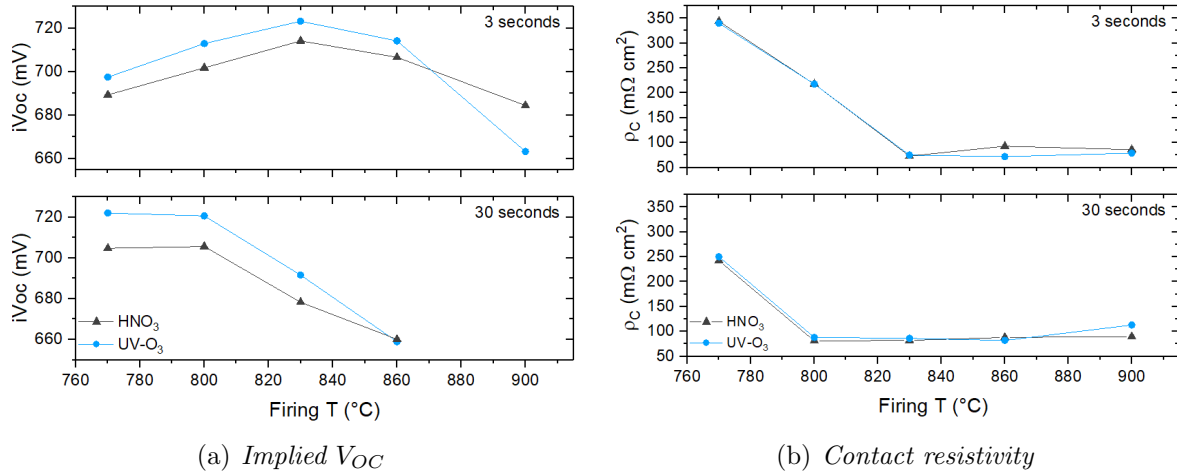 3 seconds
iVoc (mV)
720
700
680
660
30 seconds
iVoc (mV)
720
700
680
660
HNO₃
UV-O₃
760 780 800 820 840 860 880 900
Firing T (°C)
(a) Implied V_OC
3 seconds
ρ_C (mΩ cm²)
350
300
250
200
150
100
50
30 seconds
ρ_C (mΩ cm²)
350
300
250
200
150
100
50
HNO₃
UV-O₃
760 780 800 820 840 860 880 900
Firing T (°C)
(b) Contact resistivity